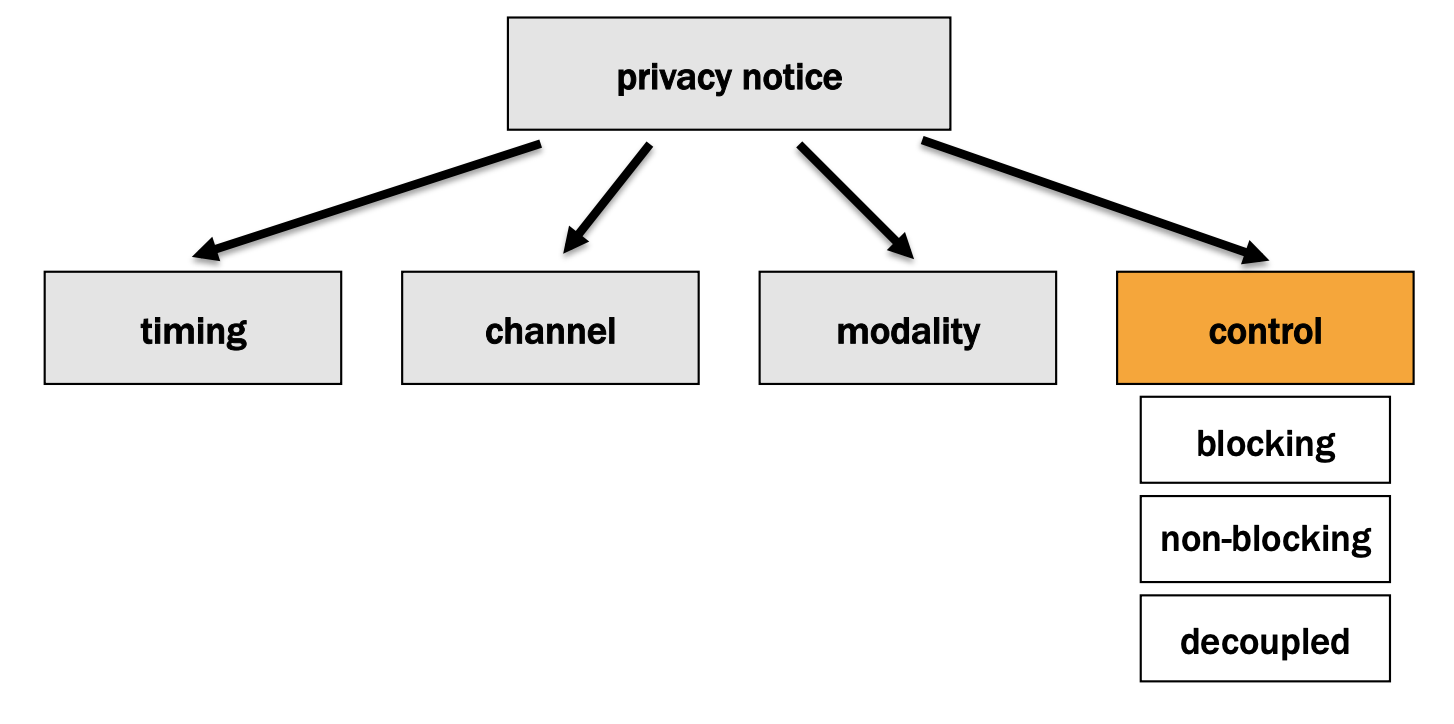 privacy notice
timing
channel
modality
control
blocking
non-blocking
decoupled